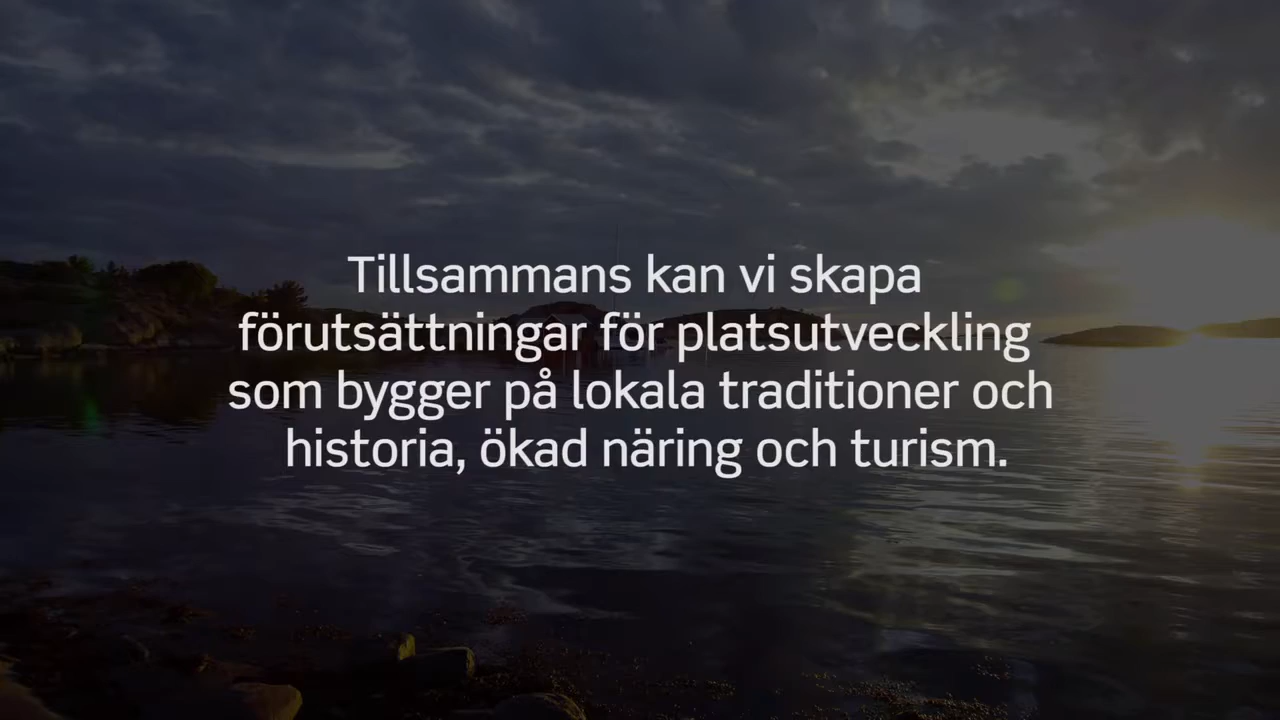 Tillsammans kan vi skapa
förutsättningar för platsutveckling
som bygger på lokala traditioner och
historia, ökad näring och turism.